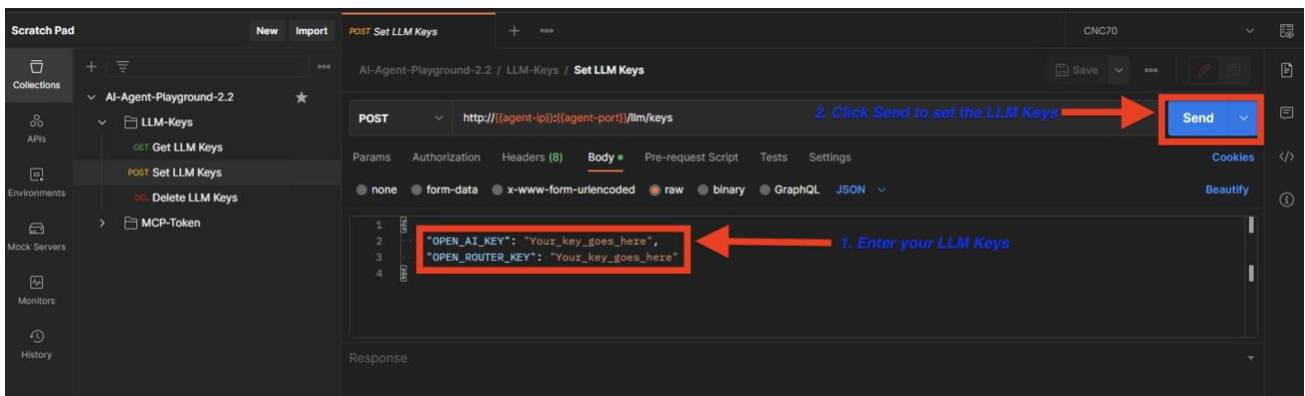 Scratch Pad
New
Import
POST Set LLM Keys
CNC70
Collections
AI-Agent-Playground-2.2 / LLM-Keys / Set LLM Keys
Save
AI-Agent-Playground-2.2
LLM-Keys
APIs
GET Get LLM Keys
POST Set LLM Keys
DEL Delete LLM Keys
MCP-Token
Environments
Mock Servers
Monitors
History
POST
http://{{agent-ip}}:{{agent-port}}/llm/keys
2. Click Send to set the LLM Keys
Send
Params
Authorization
Headers (8)
Body
Pre-request Script
Tests
Settings
Cookies
none
form-data
x-www-form-urlencoded
raw
binary
GraphQL
JSON
Beautify
1 {
2 "OPEN_AI_KEY": "Your_key_goes_here",
3 "OPEN_ROUTER_KEY": "Your_key_goes_here"
4 }
1. Enter your LLM Keys
Response